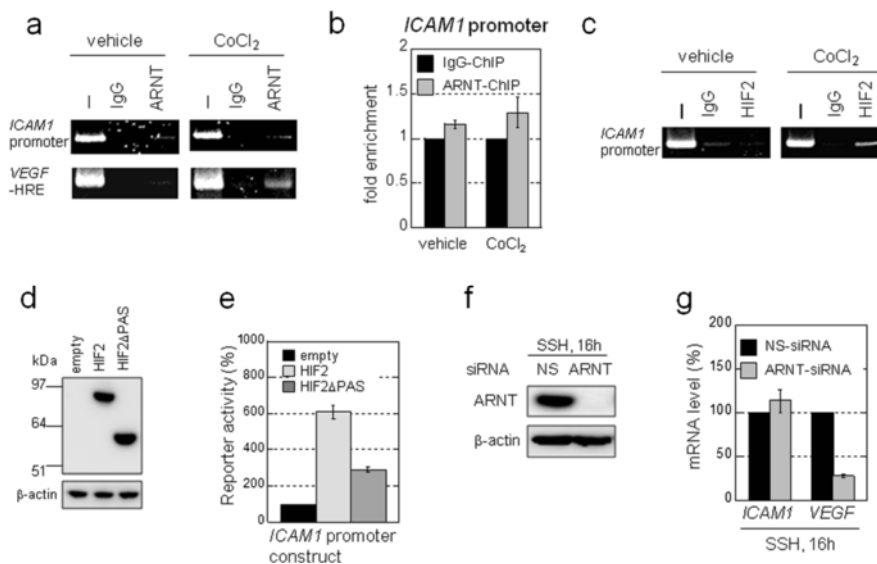 a
vehicle
CoCl₂
I
IgG
ARNT
I
IgG
ARNT
ICAM1
promoter
VEGF
-HRE
b
ICAM1 promoter
2
1.5
1
0.5
0
fold enrichment
IgG-ChIP
ARNT-ChIP
vehicle
CoCl₂
c
vehicle
CoCl₂
I
IgG
HIF2
I
IgG
HIF2
ICAM1
promoter
d
empty
HIF2
HIF2ΔPAS
kDa
97
64
51
β-actin
e
1000
800
600
400
200
0
Reporter activity (%)
empty
HIF2
HIF2ΔPAS
ICAM1 promoter
construct
f
SSH, 16h
siRNA
NS ARNT
ARNT
β-actin
g
200
150
100
50
0
mRNA level (%)
NS-siRNA
ARNT-siRNA
ICAM1
VEGF
SSH, 16h